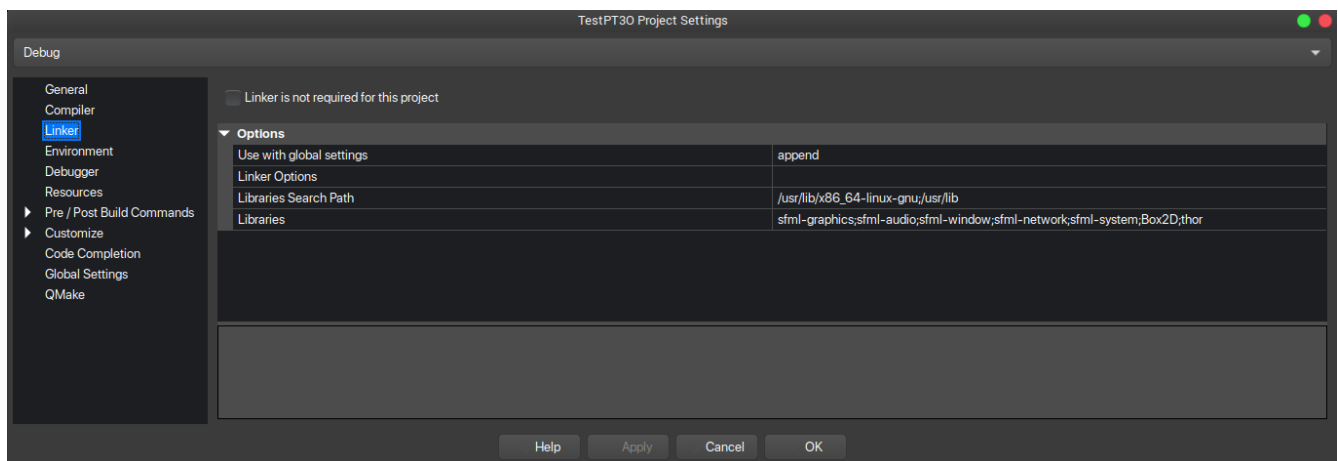 TestPT3O Project Settings
Debug
General
Compiler
Linker
Environment
Debugger
Resources
Pre / Post Build Commands
Customize
Code Completion
Global Settings
QMake
Linker is not required for this project
Options
Use with global settings append
Linker Options
Libraries Search Path /usr/lib/x86_64-linux-gnu;/usr/lib
Libraries sfml-graphics;sfml-audio;sfml-window;sfml-network;sfml-system;Box2D;thor
Help Apply Cancel OK